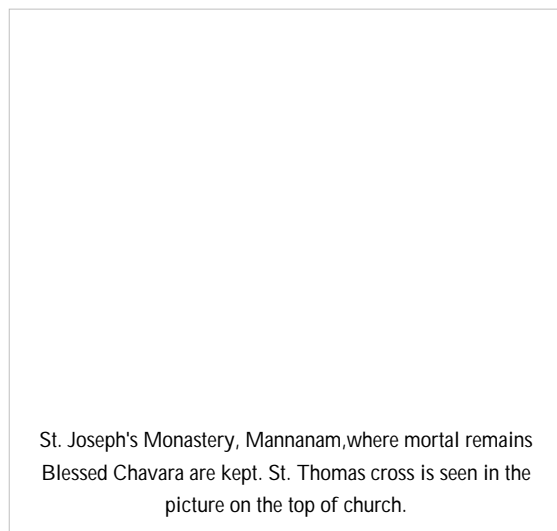 St. Joseph's Monastery, Mannanam,where mortal remains
Blessed Chavara are kept. St. Thomas cross is seen in the
picture on the top of church.